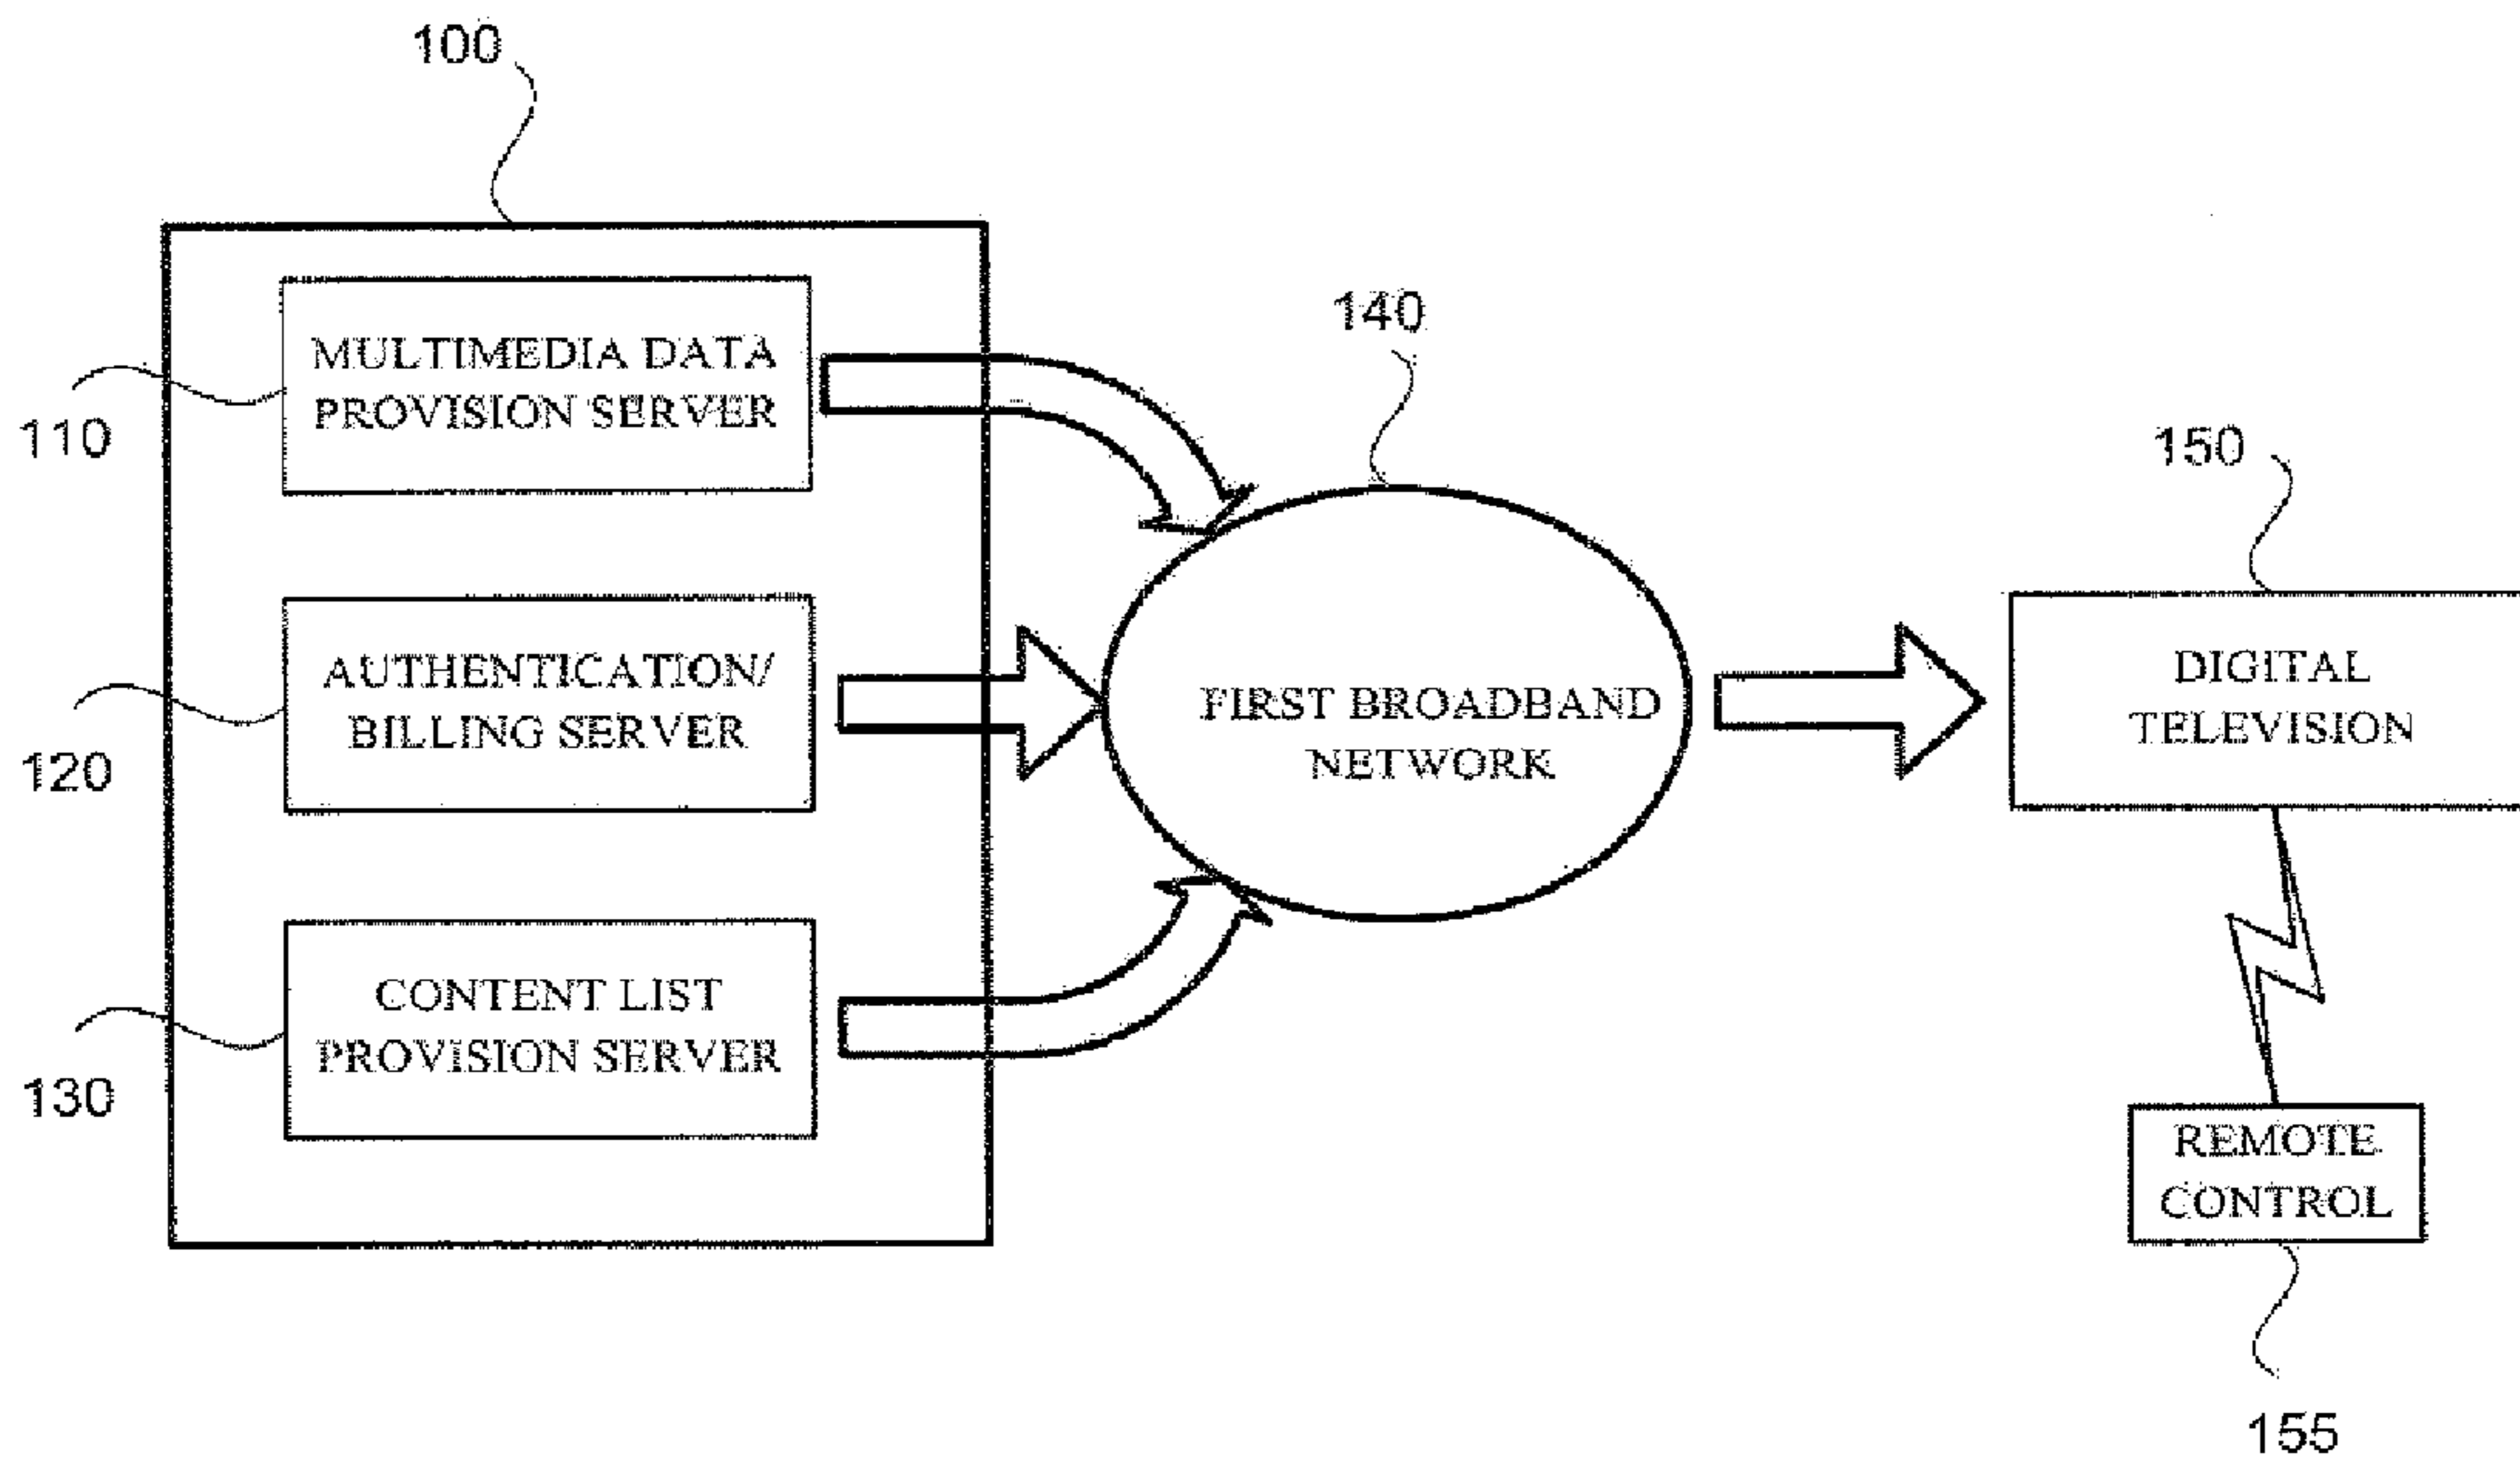 100
MULTIMEDIA DATA
PROVISION SERVER
110
AUTHENTICATION/
BILLING SERVER
120
CONTENT LIST
PROVISION SERVER
130
140
FIRST BROADBAND
NETWORK
150
DIGITAL
TELEVISION
REMOTE
CONTROL
155